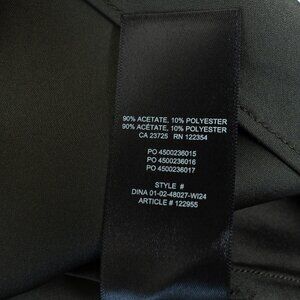 90% ACETATE, 10% POLYESTER
90% ACÉTATE, 10% POLYESTER
CA 23725 RN 122354
PO 4500236015
PO 4500236016
PO 4500236017
STYLE #
DINA 01-02-48027-WI24
ARTICLE # 122955